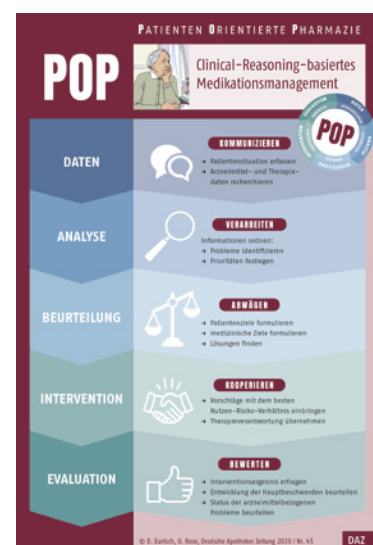 PATIENTEN ORIENTIERTE PHARMAZIE
POP
Clinical-Reasoning-basiertes
Medikationsmanagement
POP
DATEN
KOMMUNIZIEREN
→ Patientensituation erfassen
→ Arzneimittel- und Therapie-
daten recherchieren
ANALYSE
VERARBEITEN
Informationen ordnen:
→ Probleme identifizieren
→ Prioritäten festlegen
BEURTEILUNG
ABWÄGEN
→ Patientenziele formulieren
→ medizinische Ziele formulieren
→ Lösungen finden
INTERVENTION
KOOPERIEREN
→ Vorschläge mit dem besten
Nutzen-Risiko-Verhältnis einbringen
→ Therapieverantwortung übernehmen
EVALUATION
BEWERTEN
→ Interventionsergebnis erfragen
→ Entwicklung der Hauptbeschwerden beurteilen
→ Status der arzneimittelbezogenen
Probleme beurteilen
© D. Dartsch, O. Rose, Deutsche Apotheker Zeitung 2020 | Nr. 45
DAZ